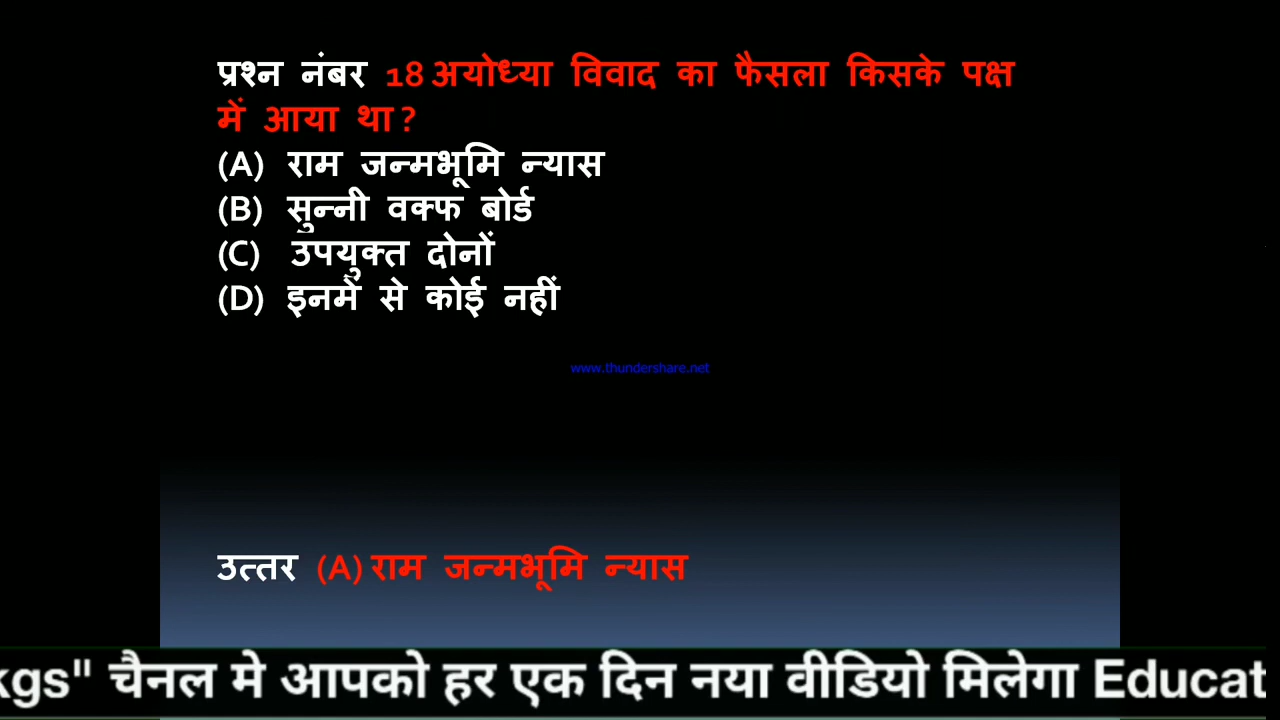 प्रश्न नंबर 18 अयोध्या विवाद का फैसला किसके पक्ष
में आया था ?
(A) राम जन्मभूमि न्यास
(B) सुन्नी वक्फ बोर्ड
(C) उपयुक्त दोनों
(D) इनमें से कोई नहीं
www.thundershare.net
उत्तर (A) राम जन्मभूमि न्यास
kgs" चैनल मे आपको हर एक दिन नया वीडियो मिलेगा Educat